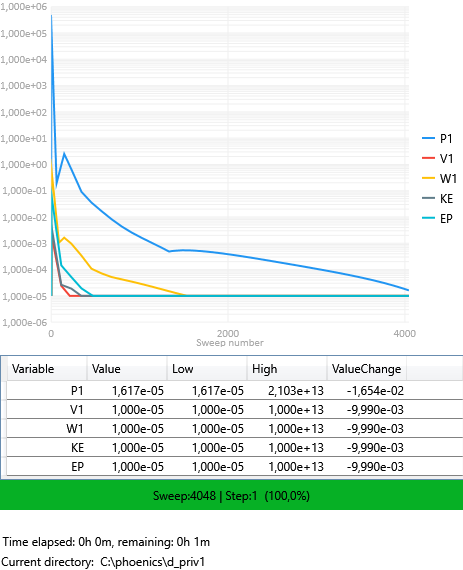 1,000e+06
1,000e+05
1,000e+04
1,000e+03
1,000e+02
1,000e+01
1,000e+00
1,000e-01
1,000e-02
1,000e-03
1,000e-04
1,000e-05
1,000e-06
0 2000 4000
Sweep number
P1
V1
W1
KE
EP
Variable Value Low High ValueChange
P1 1,617e-05 1,617e-05 2,103e+13 -1,654e-02
V1 1,000e-05 1,000e-05 1,000e+13 -9,990e-03
W1 1,000e-05 1,000e-05 1,000e+13 -9,990e-03
KE 1,000e-05 1,000e-05 1,000e+13 -9,990e-03
EP 1,000e-05 1,000e-05 1,000e+13 -9,990e-03
Sweep:4048 | Step:1 (100,0%)
Time elapsed: 0h 0m, remaining: 0h 1m
Current directory: C:\phoenics\d_priv1